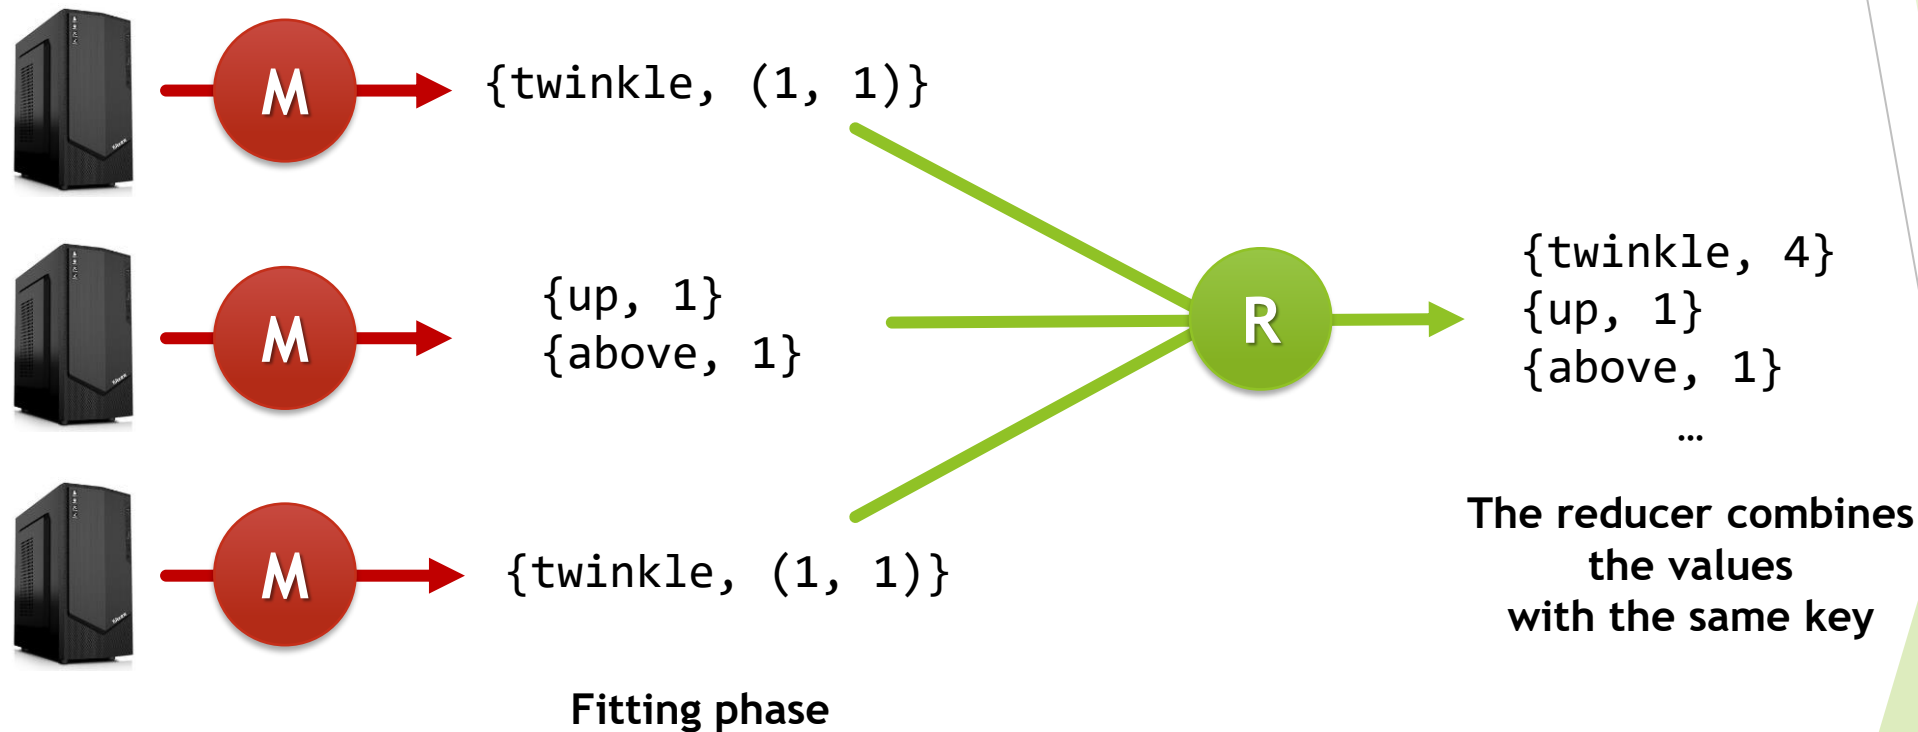 M
{twinkle, (1, 1)}
M
{up, 1}
{above, 1}
M
{twinkle, (1, 1)}
Fitting phase
R
{twinkle, 4}
{up, 1}
{above, 1}
…
The reducer combines
the values
with the same key